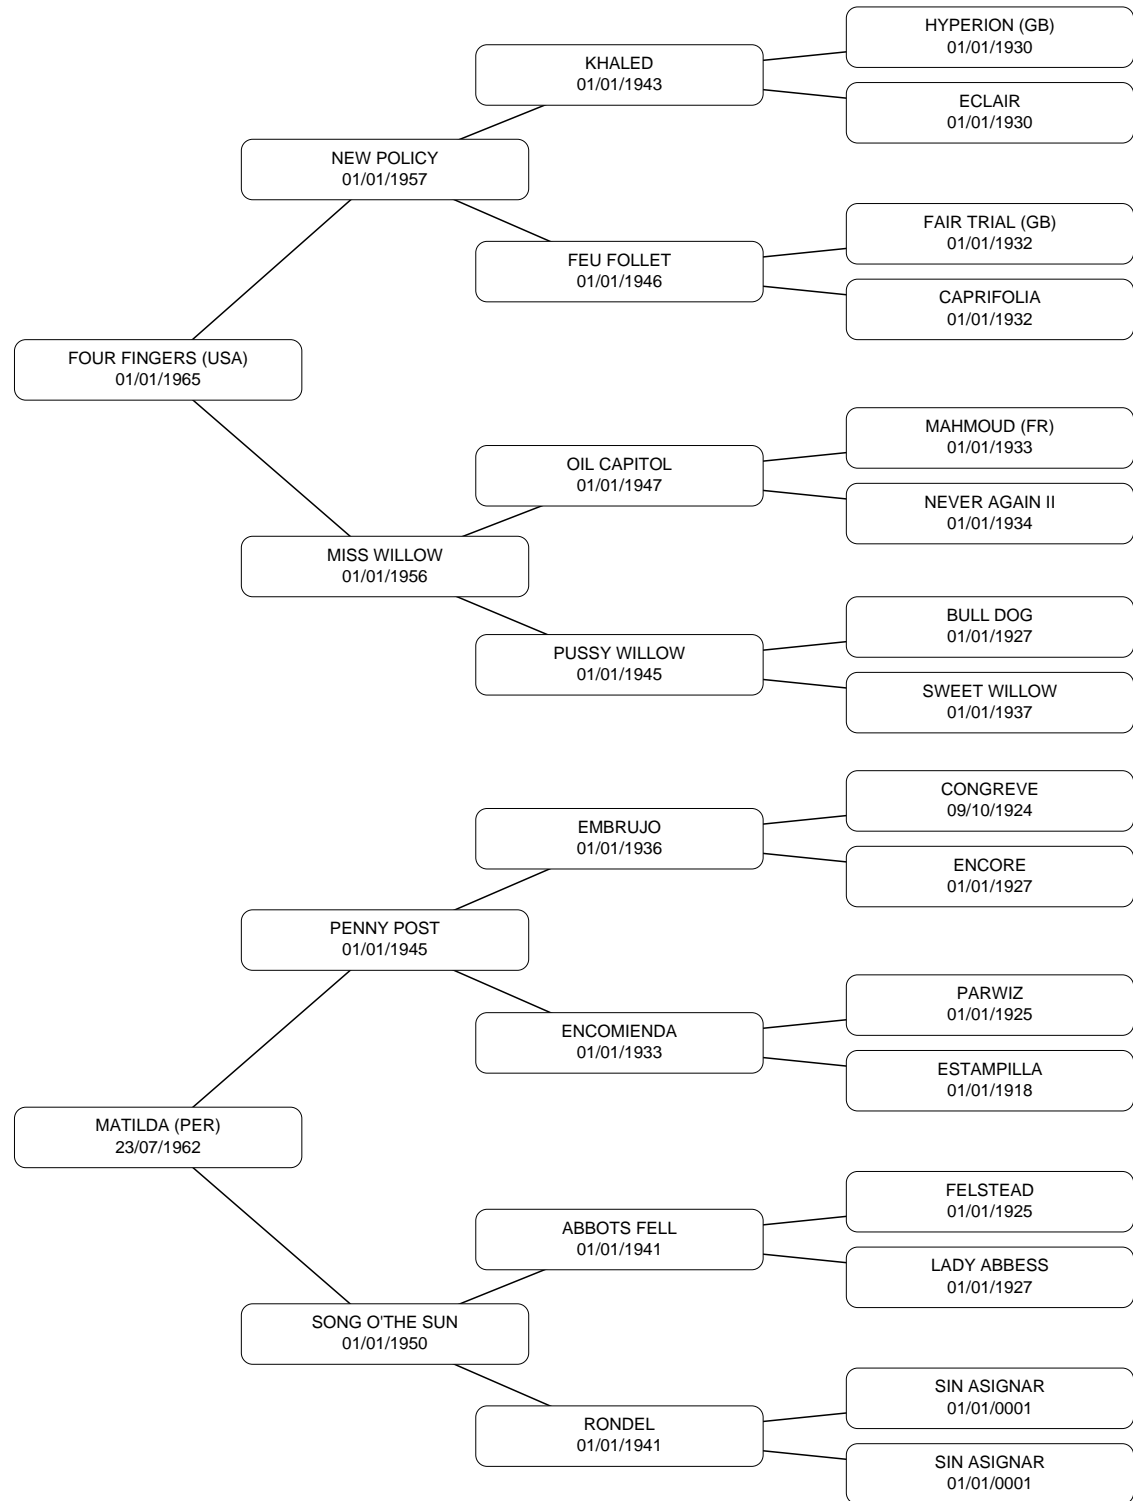 HYPERION (GB)
01/01/1930
KHALED
01/01/1943
ECLAIR
01/01/1930
NEW POLICY
01/01/1957
FAIR TRIAL (GB)
01/01/1932
FEU FOLLET
01/01/1946
CAPRIFOLIA
01/01/1932
FOUR FINGERS (USA)
01/01/1965
MAHMOUD (FR)
01/01/1933
OIL CAPITOL
01/01/1947
NEVER AGAIN II
01/01/1934
MISS WILLOW
01/01/1956
BULL DOG
01/01/1927
PUSSY WILLOW
01/01/1945
SWEET WILLOW
01/01/1937
CONGREVE
09/10/1924
EMBRUJO
01/01/1936
ENCORE
01/01/1927
PENNY POST
01/01/1945
PARWIZ
01/01/1925
ENCOMIENDA
01/01/1933
ESTAMPILLA
01/01/1918
MATILDA (PER)
23/07/1962
FELSTEAD
01/01/1925
ABBOTS FELL
01/01/1941
LADY ABBESS
01/01/1927
SONG O'THE SUN
01/01/1950
SIN ASIGNAR
01/01/0001
RONDEL
01/01/1941
SIN ASIGNAR
01/01/0001